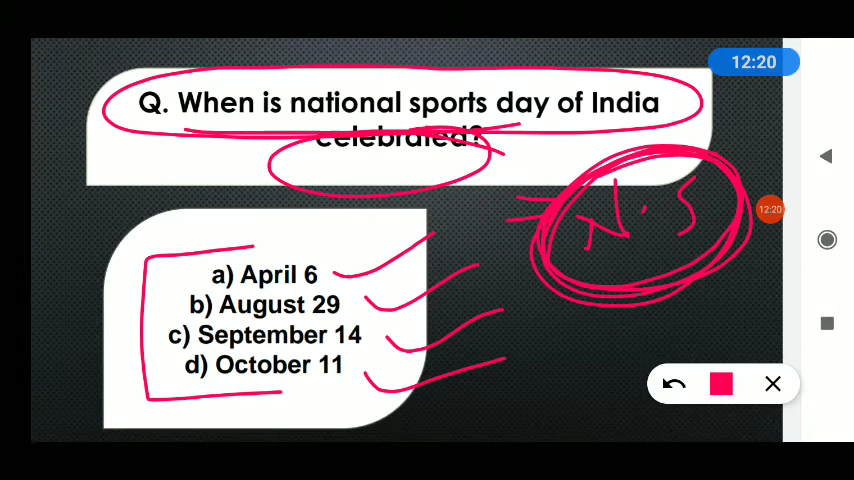 12:20
Q. When is national sports day of India
celebrated?
N.S
12:20
a) April 6
b) August 29
c) September 14
d) October 11